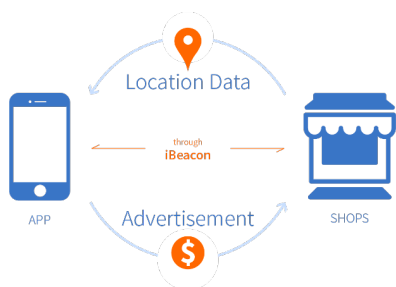 Location Data
through
iBeacon
APP
Advertisement
SHOPS
$